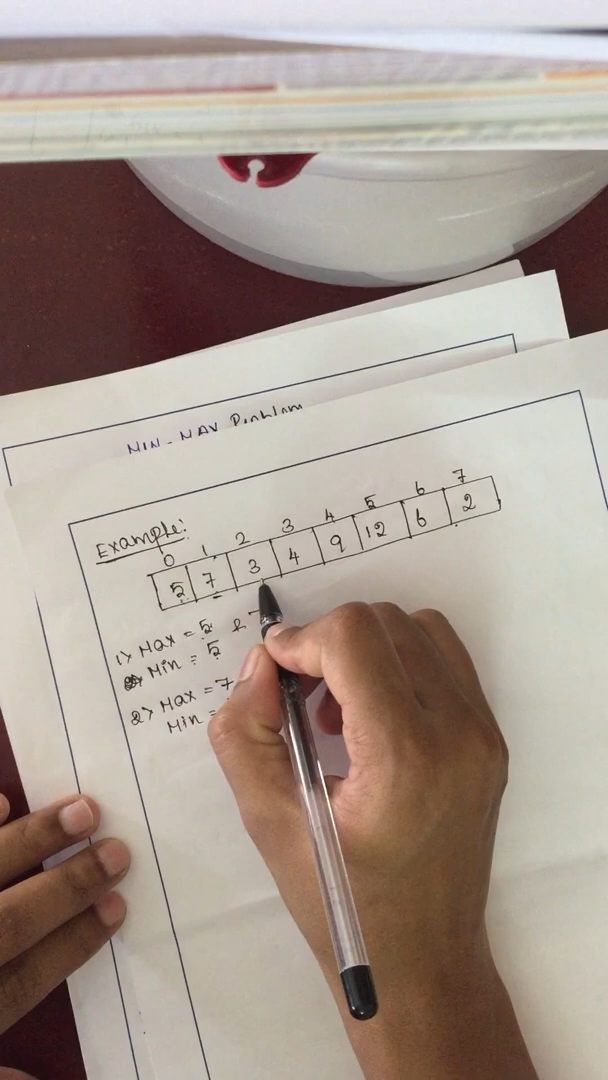 MIN - MAX Problem
Example:
0 1 2 3 4 5 6 7
5 7 3 4 9 12 6 2
1> Max = 5 &
Min = 5
2> Max = 7
Min =